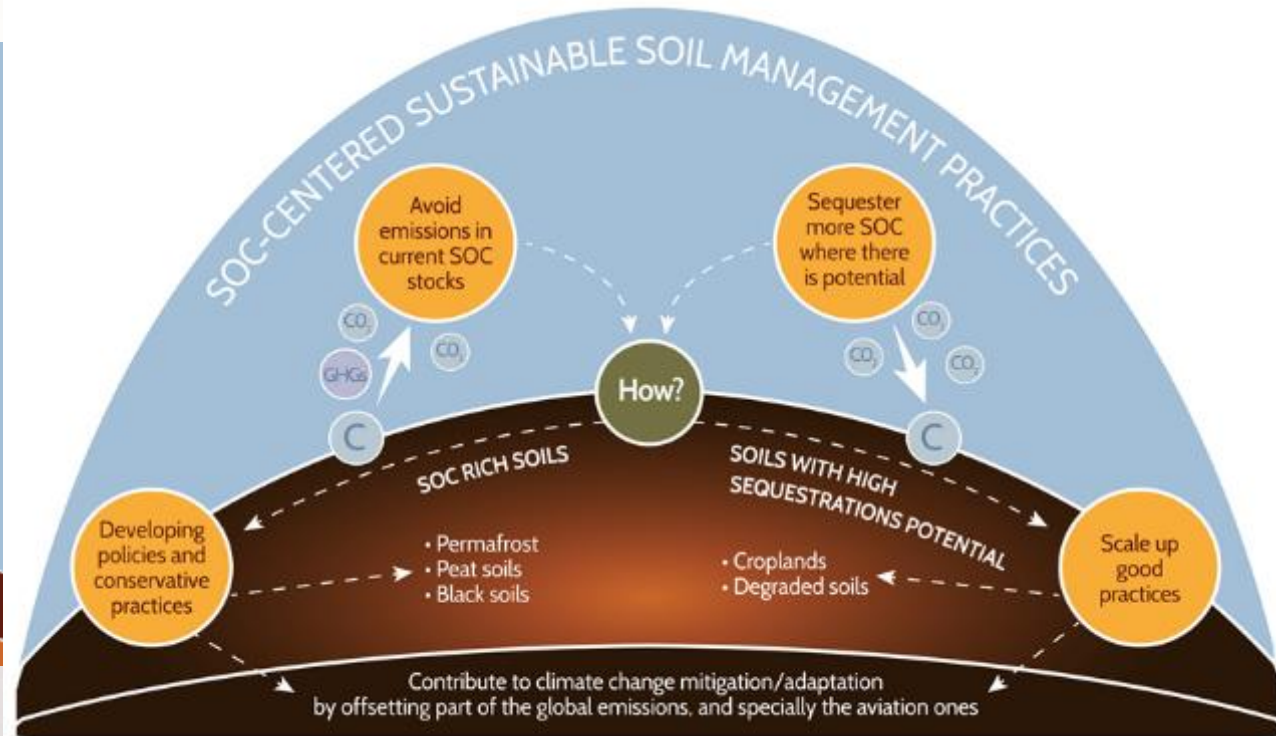 SOC-CENTERED SUSTAINABLE SOIL MANAGEMENT PRACTICES
Avoid
emissions in
current SOC
stocks
Sequester
more SOC
where there
is potential
CO₂
CO₂
GHGs
C
CO₂
CO₂
CO₂
C
How?
SOC RICH SOILS
SOILS WITH HIGH
SEQUESTRATIONS POTENTIAL
Developing
policies and
conservative
practices
• Permafrost
• Peat soils
• Black soils
• Croplands
• Degraded soils
Scale up
good
practices
Contribute to climate change mitigation/adaptation
by offsetting part of the global emissions, and specially the aviation ones